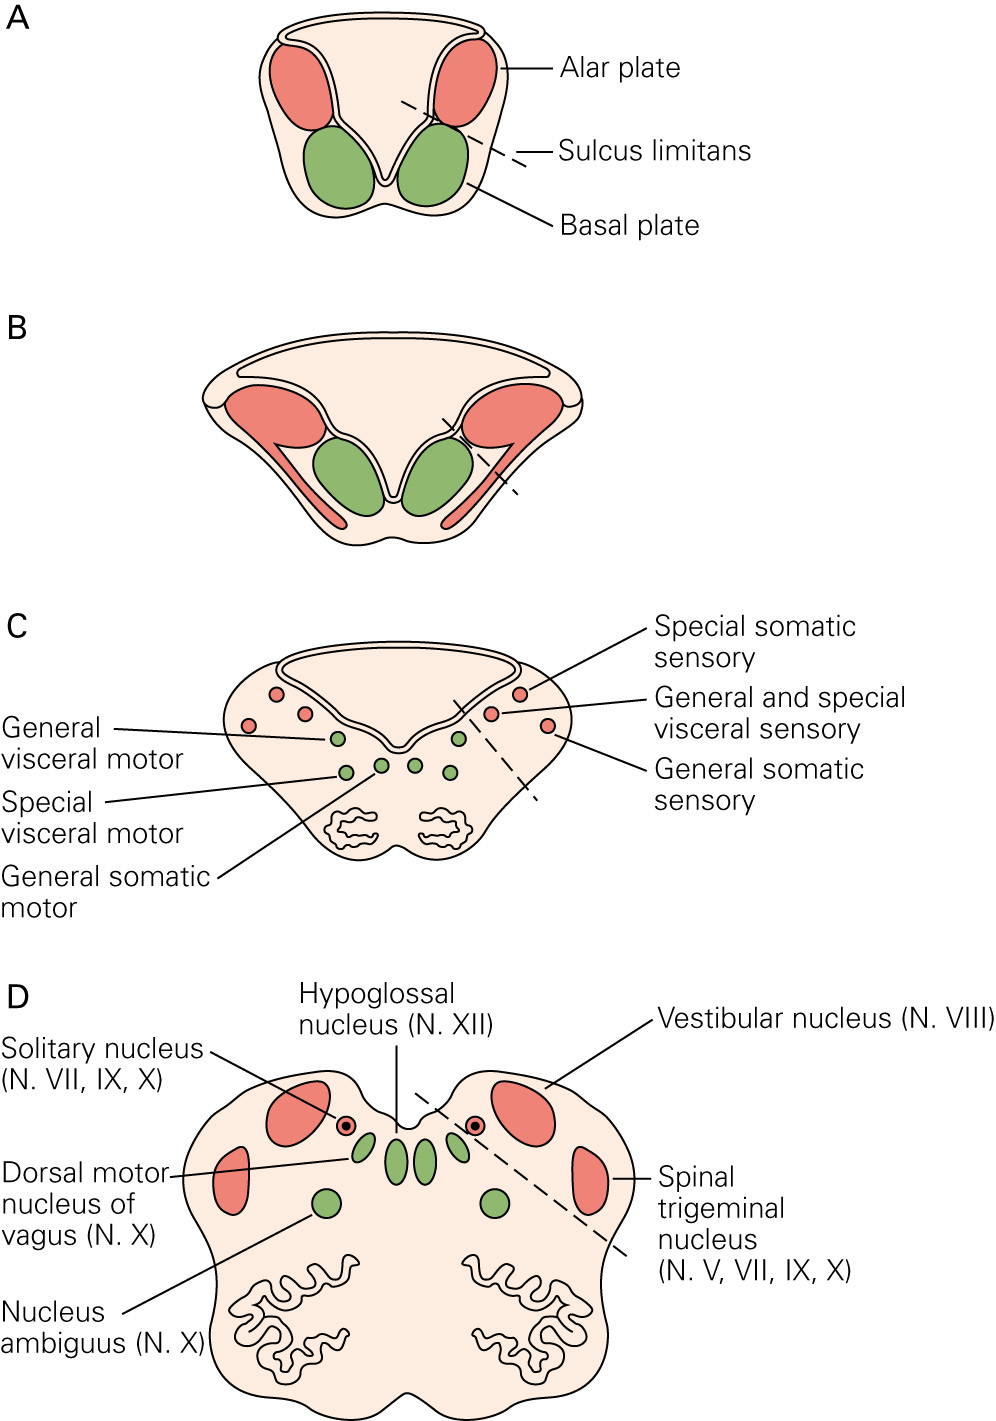 A
Alar plate
Sulcus limitans
Basal plate
B
C
Special somatic
sensory
General and special
visceral sensory
General somatic
sensory
General
visceral motor
Special
visceral motor
General somatic
motor
D
Hypoglossal
nucleus (N. XII)
Vestibular nucleus (N. VIII)
Solitary nucleus
(N. VII, IX, X)
Dorsal motor
nucleus of
vagus (N. X)
Spinal
trigeminal
nucleus
(N. V, VII, IX, X)
Nucleus
ambiguus (N. X)